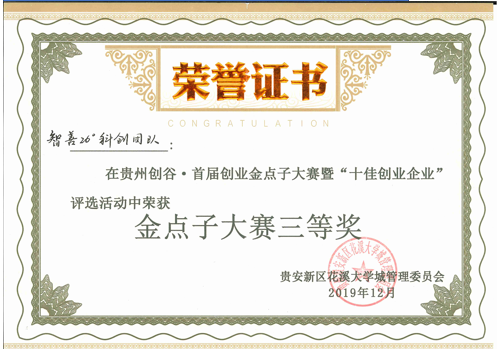 荣誉证书
CONGRATULATION
智善26°科创团队：
在贵州创谷·首届创业金点子大赛暨“十佳创业企业”
评选活动中荣获
金点子大赛三等奖
贵安新区花溪大学城管理委员会
2019年12月